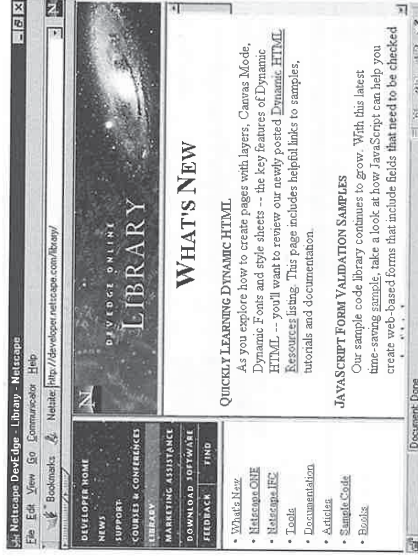 Netscape DevEdge - Library - Netscape
File Edit View Go Communicator Help
Bookmarks Netsite: http://developer.netscape.com/library/
N
DEVELOPER HOME
NEWS
SUPPORT
COURSES & CONFERENCES
LIBRARY
MARKETING ASSISTANCE
DOWNLOAD SOFTWARE
FEEDBACK FIND
• What's New
• Netscape ONE
• Netscape IFC
• Tools
• Documentation
• Articles
• Sample Code
• Books
N
DEVEDGE ONLINE
LIBRARY
WHAT'S NEW
QUICKLY LEARNING DYNAMIC HTML
As you explore how to create pages with layers, Canvas Mode,
Dynamic Fonts and style sheets -- the key features of Dynamic
HTML -- you'll want to review our newly posted Dynamic HTML
Resources listing. This page includes helpful links to samples,
tutorials and documentation.
JAVASCRIPT FORM VALIDATION SAMPLES
Our sample code library continues to grow. With this latest
time-saving sample, take a look at how JavaScript can help you
create web-based forms that include fields that need to be checked
Document Done